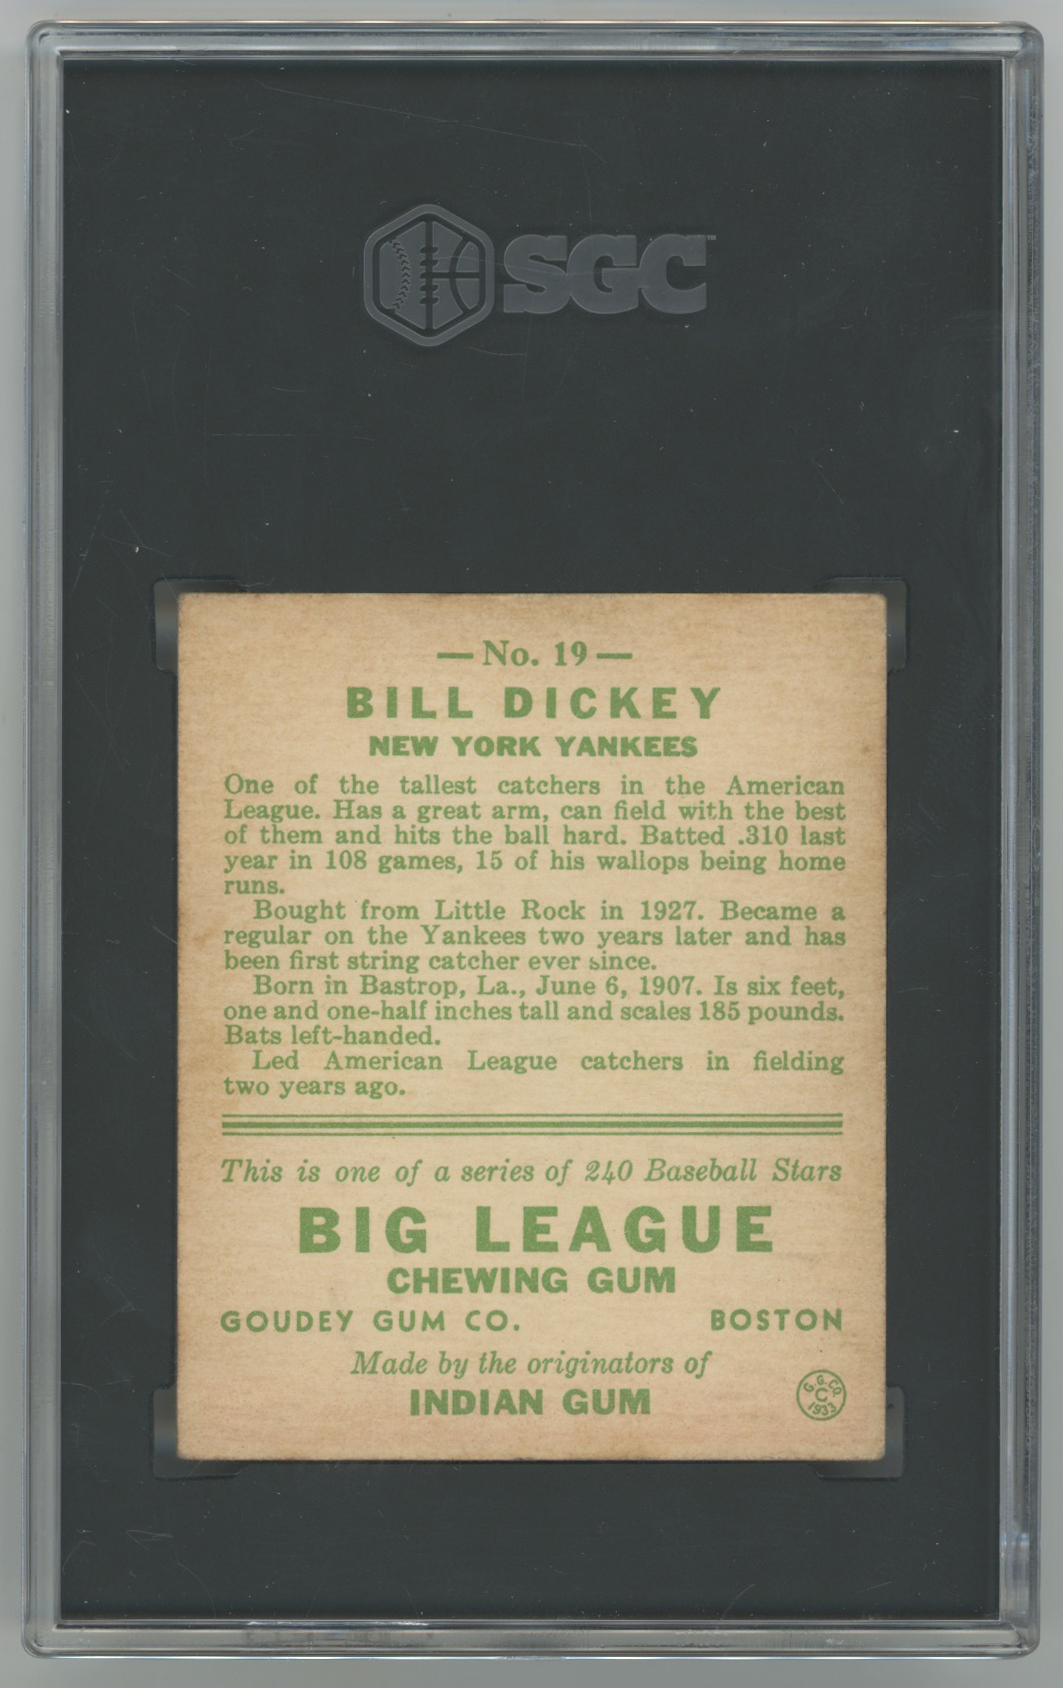 SGC™
— No. 19 —
BILL DICKEY
NEW YORK YANKEES
One of the tallest catchers in the American
League. Has a great arm, can field with the best
of them and hits the ball hard. Batted .310 last
year in 108 games, 15 of his wallops being home
runs.
Bought from Little Rock in 1927. Became a
regular on the Yankees two years later and has
been first string catcher ever since.
Born in Bastrop, La., June 6, 1907. Is six feet,
one and one-half inches tall and scales 185 pounds.
Bats left-handed.
Led American League catchers in fielding
two years ago.
This is one of a series of 240 Baseball Stars
BIG LEAGUE
CHEWING GUM
GOUDEY GUM CO. BOSTON
Made by the originators of
INDIAN GUM
G. G. CO.
C
1933